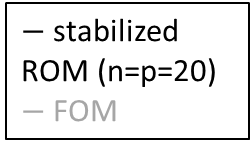 – stabilized
ROM (n=p=20)
– FOM